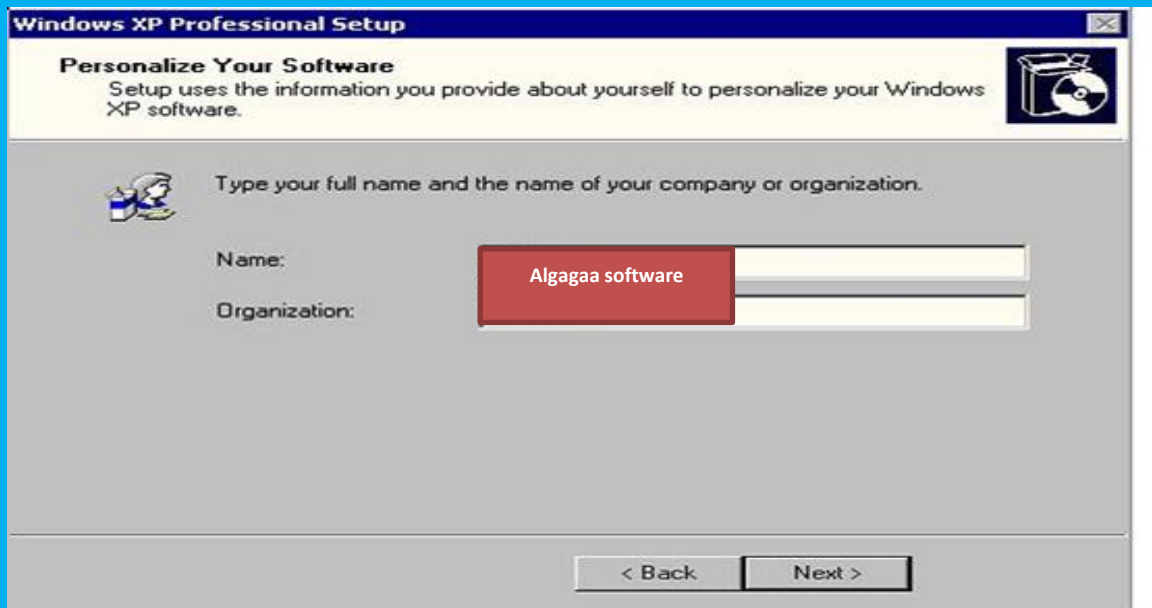 Windows XP Professional Setup
Personalize Your Software
Setup uses the information you provide about yourself to personalize your Windows
XP software.
Type your full name and the name of your company or organization.
Name:
Algagaa software
Organization:
< Back
Next >